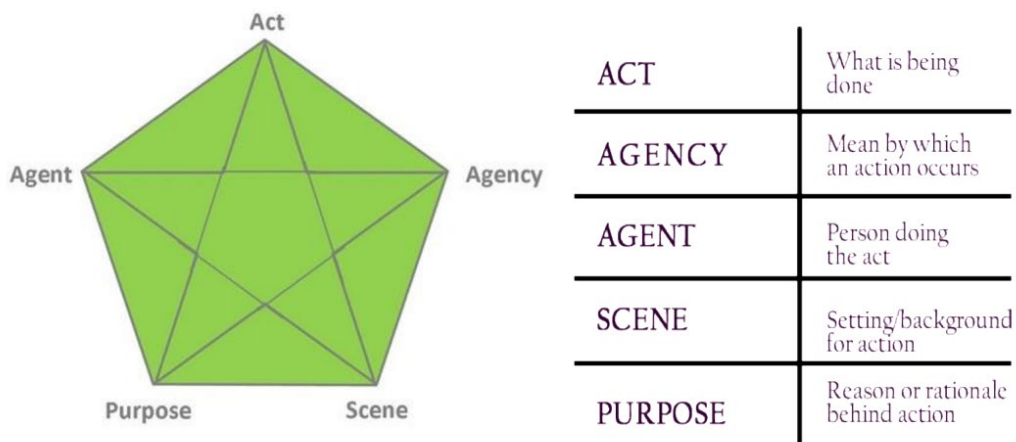 Act
Agent
Agency
Purpose
Scene
ACT
What is being
done
AGENCY
Mean by which
an action occurs
AGENT
Person doing
the act
SCENE
Setting/background
for action
PURPOSE
Reason or rationale
behind action